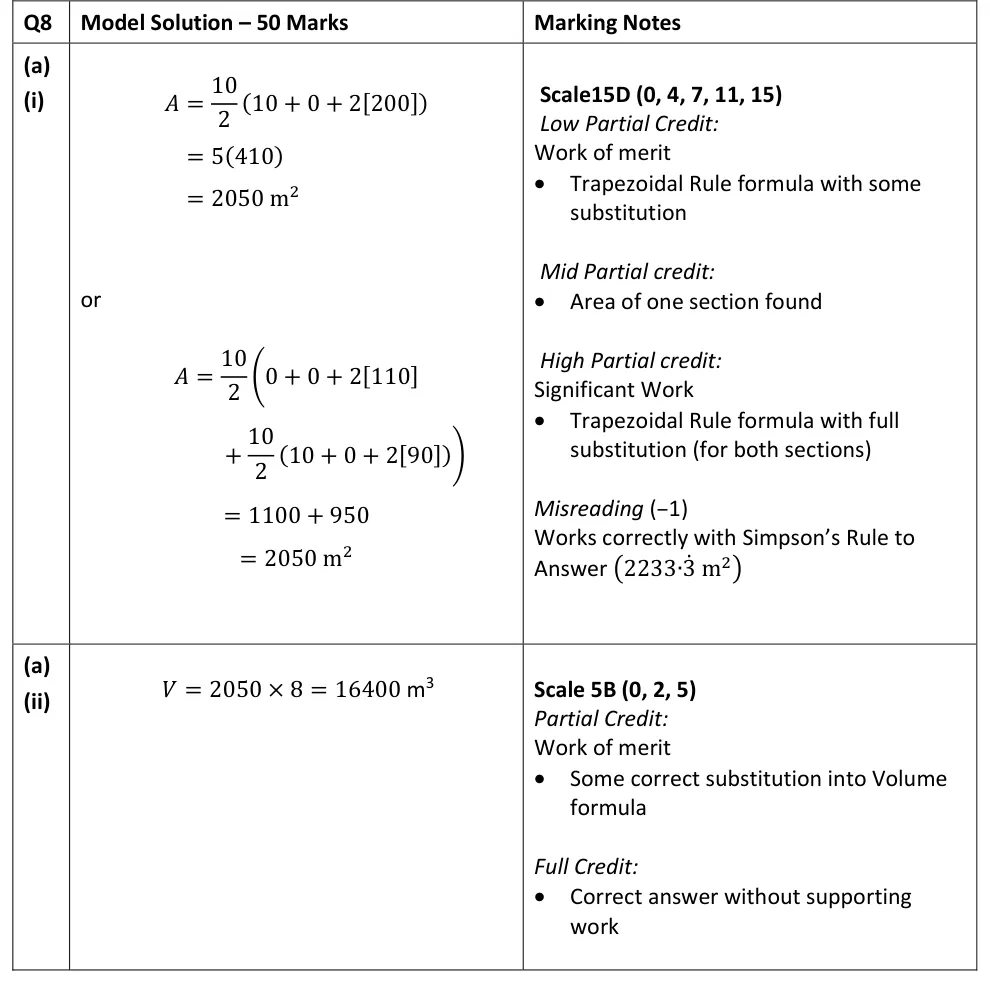 Q8 Model Solution – 50 Marks Marking Notes
(a)
(i)
A = 10/2 (10 + 0 + 2[200])
= 5(410)
= 2050 m²
or
A = 10/2 (0 + 0 + 2[110]
+ 10/2 (10 + 0 + 2[90]))
= 1100 + 950
= 2050 m²
Scale15D (0, 4, 7, 11, 15)
Low Partial Credit:
Work of merit
• Trapezoidal Rule formula with some
substitution
Mid Partial credit:
• Area of one section found
High Partial credit:
Significant Work
• Trapezoidal Rule formula with full
substitution (for both sections)
Misreading (−1)
Works correctly with Simpson’s Rule to
Answer (2233·3̇ m²)
(a)
(ii)
V = 2050 × 8 = 16400 m³
Scale 5B (0, 2, 5)
Partial Credit:
Work of merit
• Some correct substitution into Volume
formula
Full Credit:
• Correct answer without supporting
work